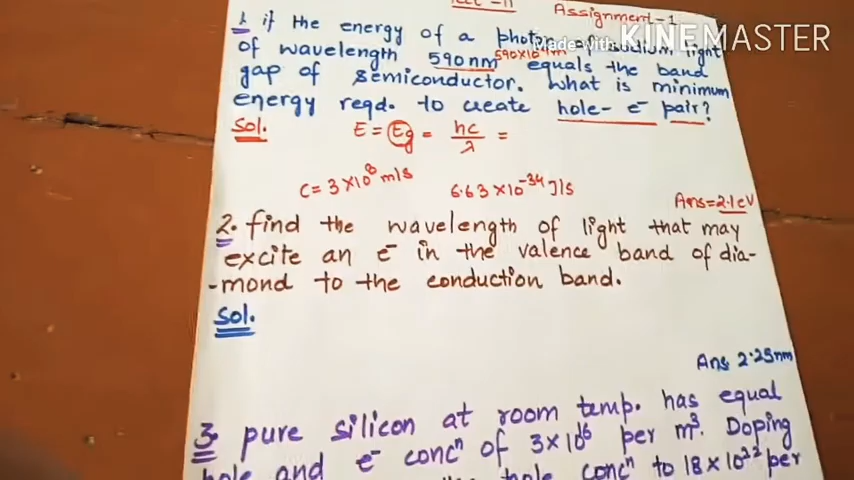 Lect-II Assignment-1
1. if the energy of a photon of sodium light
of wavelength 590nm 590×10⁻⁹m equals the band
gap of semiconductor. What is minimum
energy reqd. to create hole- e⁻ pair?
Sol. E = Eg = hc/λ =
C = 3×10⁸ m/s 6.63×10⁻³⁴ J/s
Ans=2.1eV
2. find the wavelength of light that may
excite an e⁻ in the valence band of dia-
-mond to the conduction band.
Sol.
Ans 2.25nm
3 pure silicon at room temp. has equal
hole and e⁻ concⁿ of 3×10¹⁶ per m³. Doping
hole concⁿ to 18×10²² per
Made with KINEMASTER